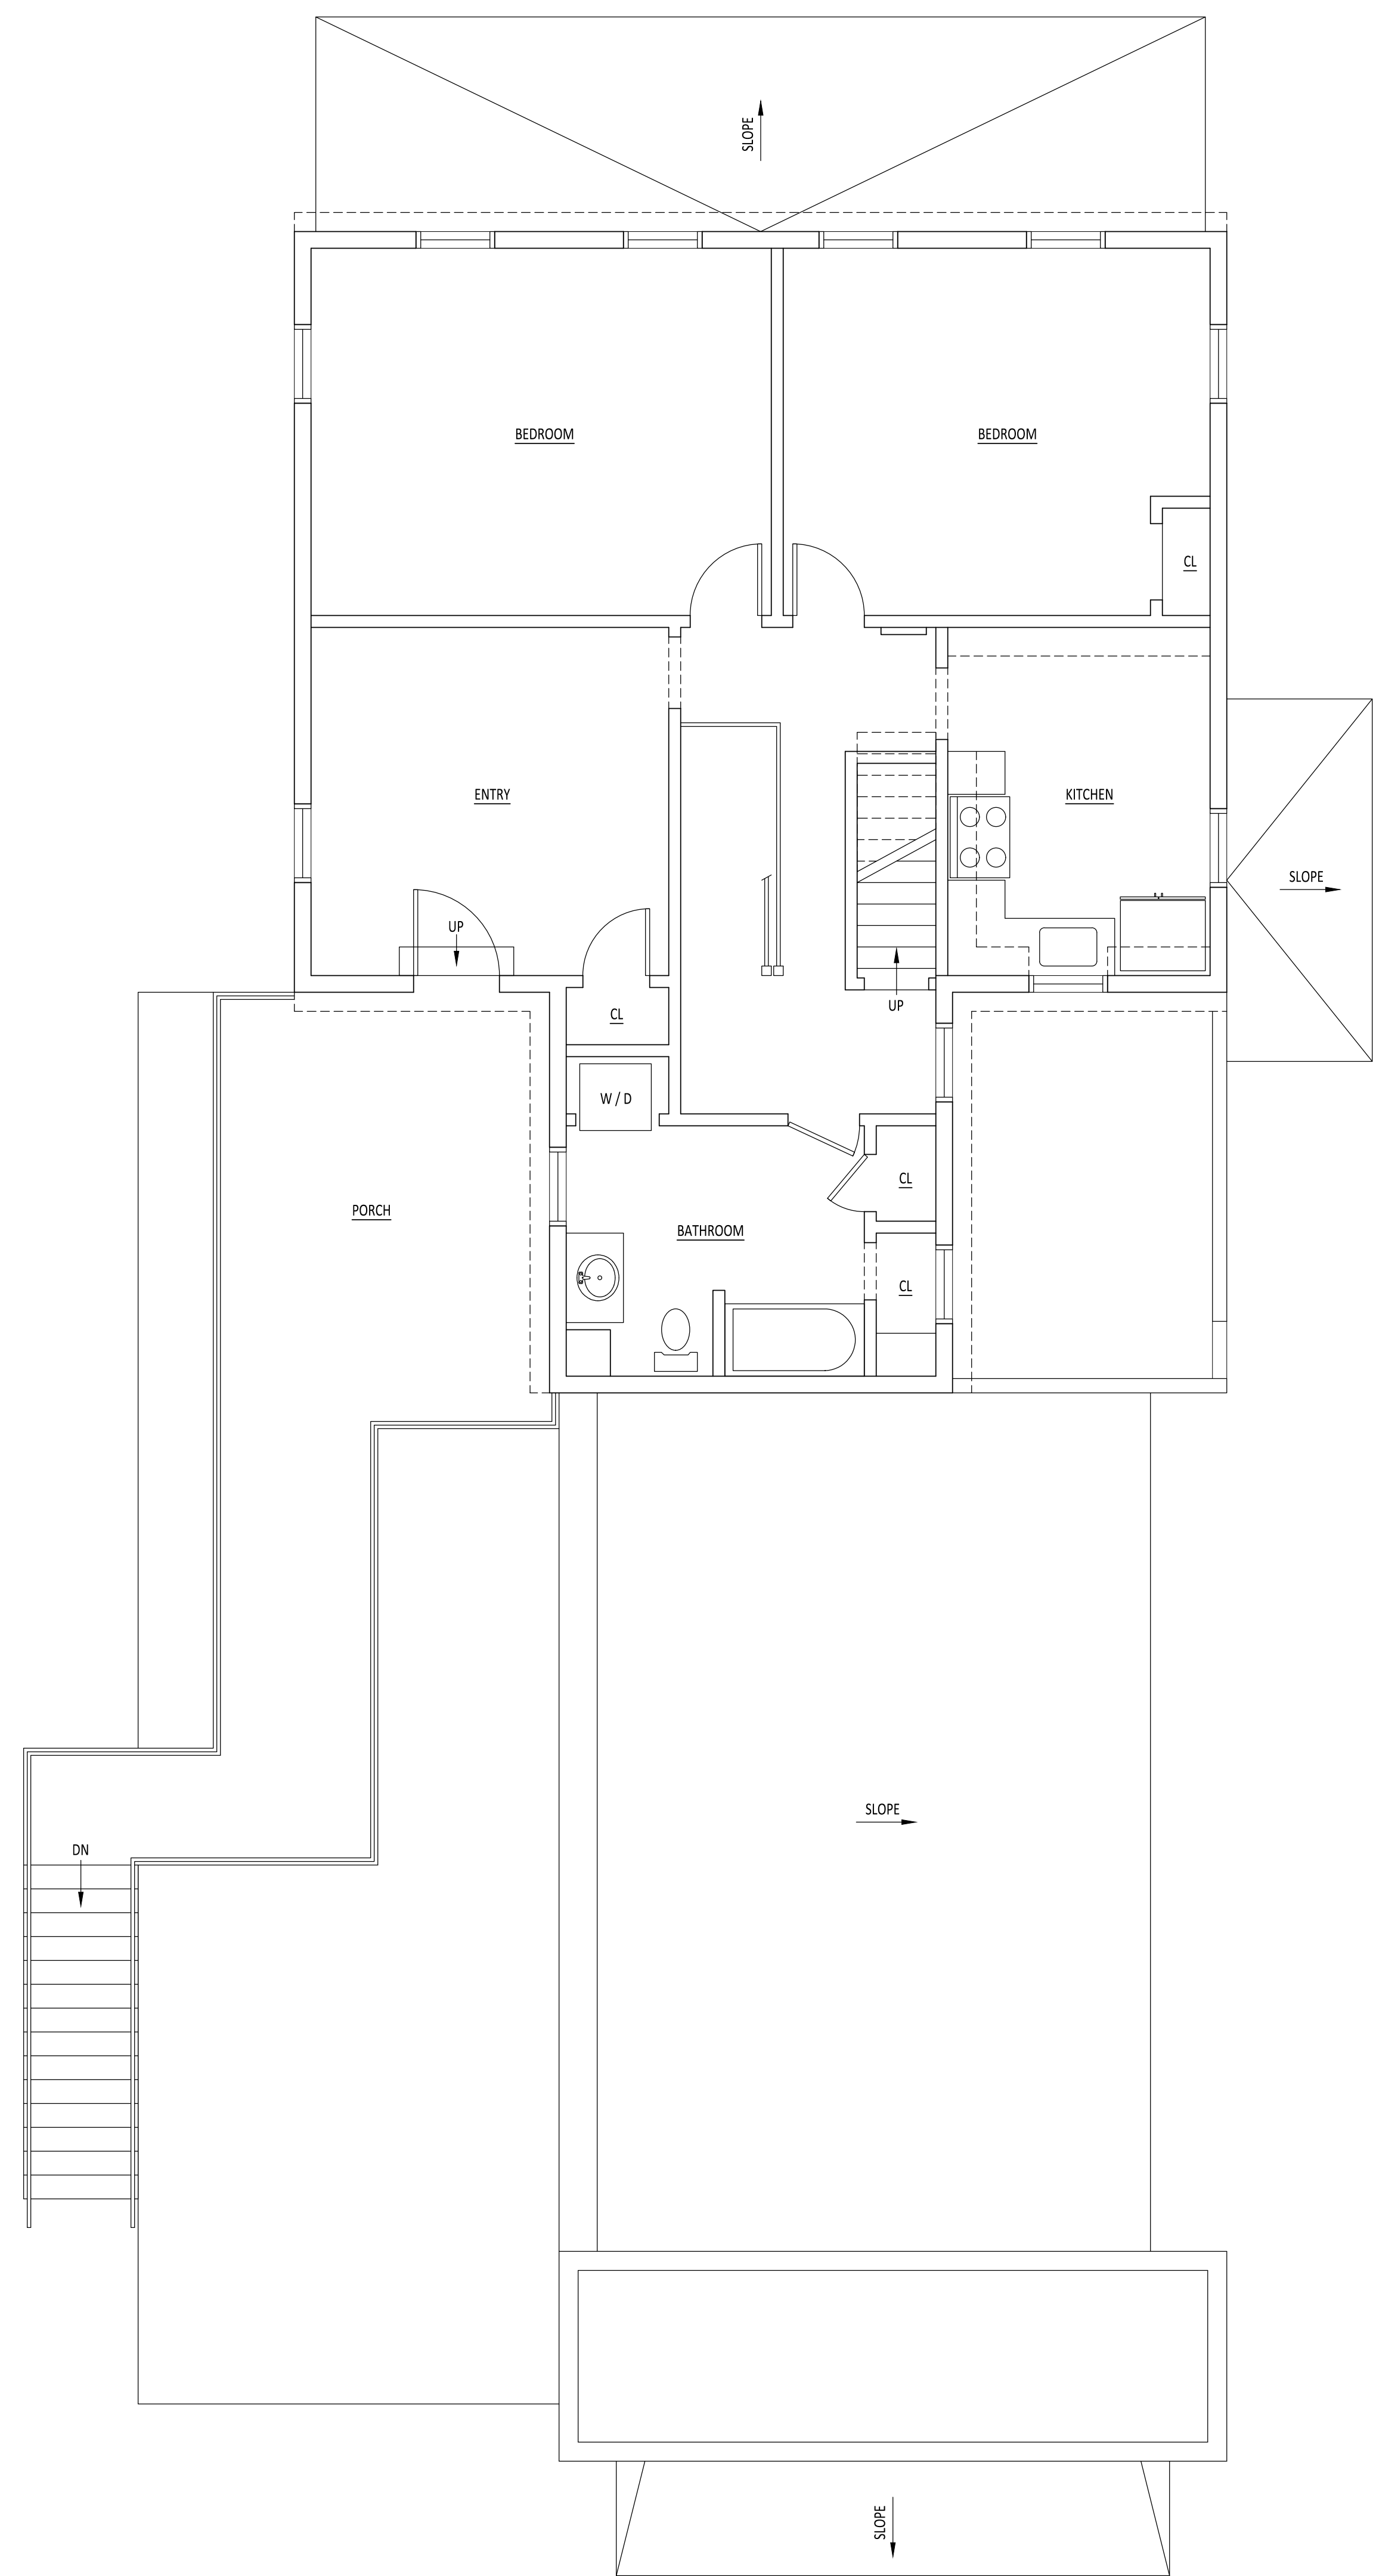 SLOPE
BEDROOM
BEDROOM
CL
ENTRY
KITCHEN
SLOPE
UP
UP
CL
W / D
CL
PORCH
BATHROOM
CL
SLOPE
DN
SLOPE